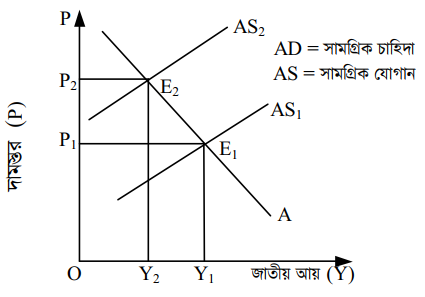 P
AS₂
AD = সামগ্রিক চাহিদা
AS = সামগ্রিক যোগান
P₂
E₂
AS₁
P₁
E₁
দামস্তর (P)
A
O
Y₂
Y₁
জাতীয় আয় (Y)